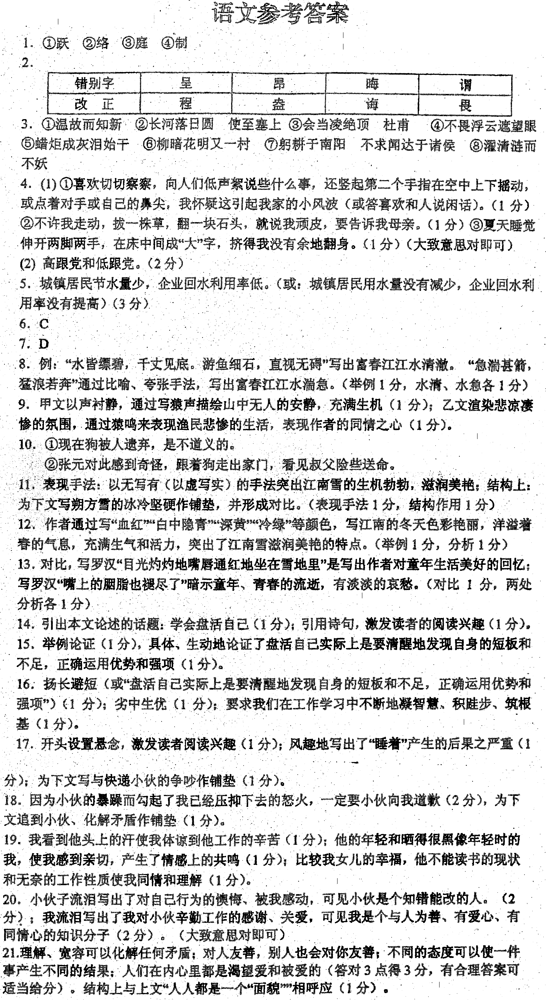 语文参考答案
1. ①跃 ②络 ③庭 ④制
2.
错别字 呈 昂 晦 谓
改 正 程 盎 诲 畏
3. ①温故而知新 ②长河落日圆 使至塞上 ③会当凌绝顶 杜甫 ④不畏浮云遮望眼
⑤蜡炬成灰泪始干 ⑥柳暗花明又一村 ⑦躬耕于南阳 不求闻达于诸侯 ⑧濯清涟而
不妖
4. (1)①喜欢切切察察，向人们低声絮说些什么事，还竖起第二个手指在空中上下摇动，
或点着对手或自己的鼻尖，我怀疑这引起我家的小风波（或答喜欢和人说闲话）。（1 分）
②不许我走动，拔一株草，翻一块石头，就说我顽皮，要告诉我母亲。（1 分）③夏天睡觉
伸开两脚两手，在床中间成“大”字，挤得我没有余地翻身。（1 分）（大致意思对即可）
(2) 高跟党和低跟党。（2 分）
5. 城镇居民节水量少，企业回水利用率低。（或：城镇居民用水量没有减少，企业回水利
用率没有提高）（3 分）
6. C
7. D
8. 例：“水皆缥碧，千丈见底。游鱼细石，直视无碍”写出富春江江水清澈。“急湍甚箭，
猛浪若奔”通过比喻、夸张手法，写出富春江江水湍急。（举例 1 分，水清、水急各 1 分）
9. 甲文以声衬静，通过写猿声描绘山中无人的安静，充满生机（1 分）；乙文渲染悲凉凄
惨的氛围，通过猿鸣来表现渔民悲惨的生活，表现作者的同情之心（1 分）。
10. ①现在狗被人遗弃，是不道义的。
②张元对此感到奇怪，跟着狗走出家门，看见叔父险些送命。
11. 表现手法：以无写有（以虚写实）的手法突出江南雪的生机勃勃，滋润美艳；结构上：
为下文写朔方雪的冰冷坚硬作铺垫，并形成对比。（表现手法 1 分，结构作用 1 分）
12. 作者通过写“血红”“白中隐青”“深黄”“冷绿”等颜色，写江南的冬天色彩艳丽，洋溢着
春的气息，充满生气和活力，突出了江南雪滋润美艳的特点。（举例 1 分，分析 1 分）
13. 对比，写罗汉“目光灼灼地嘴唇通红地坐在雪地里”是写出作者对童年生活美好的回忆；
写罗汉“嘴上的胭脂也褪尽了”暗示童年、青春的流逝，有淡淡的哀愁。（对比 1 分，两处
分析各 1 分）
14. 引出本文论述的话题：学会盘活自己（1 分）；引用诗句，激发读者的阅读兴趣（1 分）。
15. 举例论证（1 分），具体、生动地论证了盘活自己实际上是要清醒地发现自身的短板和
不足，正确运用优势和强项（1 分）。
16. 扬长避短（或“盘活自己实际上是要清醒地发现自身的短板和不足，正确运用优势和
强项”）（1 分）；劣中生优（1 分）；要求我们在工作学习中不断地凝智慧、积跬步、筑根
基（1 分）。
17. 开头设置悬念，激发读者阅读兴趣（1 分）；风趣地写出了“睡着”产生的后果之严重（1
分）；为下文写与快递小伙的争吵作铺垫（1 分）。
18. 因为小伙的暴躁而勾起了我已经压抑下去的怒火，一定要小伙向我道歉（2 分），为下
文追到小伙、化解矛盾作铺垫（1 分）。
19. 我看到他头上的汗使我体谅到他工作的辛苦（1 分）；他的年轻和晒得很黑像年轻时的
我，使我感到亲切，产生了情感上的共鸣（1 分）；比较我女儿的幸福，他不能读书的现状
和无奈的工作性质使我同情和理解（1 分）。
20. 小伙子流泪写出了对自己行为的懊悔、被我感动，可见小伙是个知错能改的人。（2
分）；我流泪写出了我对小伙辛勤工作的感谢、关爱，可见我是个与人为善、有爱心、有
同情心的知识分子（2 分）。（大致意思对即可）
21.理解、宽容可以化解任何矛盾；对人友善，别人也会对你友善；不同的态度可以使一件
事产生不同的结果；人们在内心里都是渴望爱和被爱的（答对 3 点得 3 分，有合理答案可
适当给分）。结构上与上文“人人都是一个“面貌””相呼应（1 分）。